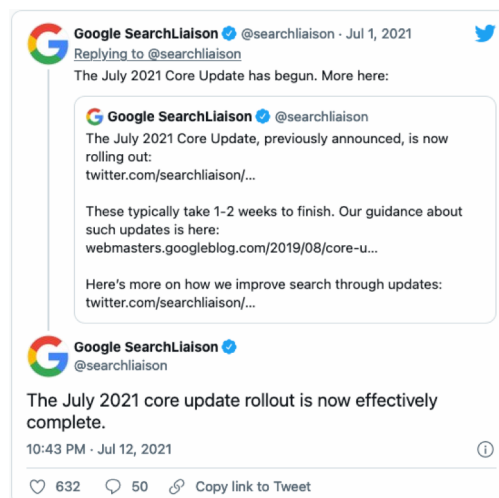 Google SearchLiaison @searchliaison · Jul 1, 2021
Replying to @searchliaison
The July 2021 Core Update has begun. More here:
Google SearchLiaison @searchliaison
The July 2021 Core Update, previously announced, is now
rolling out:
twitter.com/searchliaison/...
These typically take 1-2 weeks to finish. Our guidance about
such updates is here:
webmasters.googleblog.com/2019/08/core-u...
Here's more on how we improve search through updates:
twitter.com/searchliaison/...
Google SearchLiaison
@searchliaison
The July 2021 core update rollout is now effectively
complete.
10:43 PM · Jul 12, 2021
632 50 Copy link to Tweet